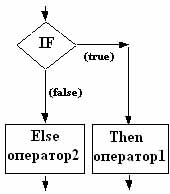 IF
(true)
(false)
Else
оператор2
Then
оператор1